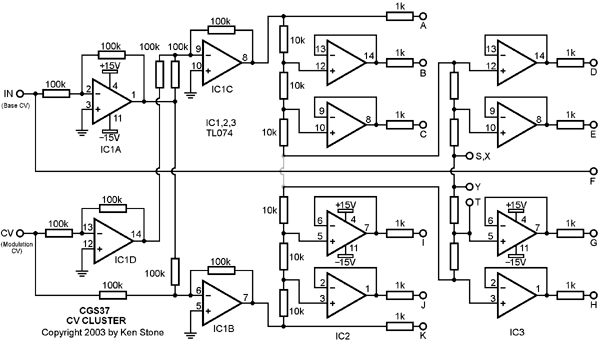 100k 100k 100k 100k 1k A
+15V 10k
IN 100k 2 4 1 9 8 13 14 1k B 13 14 1k D
(Base CV) 3 10 12 12
11 IC1C 10k
-15V IC1,2,3 9 8 1k C 9 8 1k E
IC1A TL074 10 10
10k
S,X
F
Y
T
100k 10k +15V +15V
CV 100k 13 14 6 4 7 1k I 6 4 7 1k G
(Modulation 12 5 11 5 11
CV) IC1D 100k 10k -15V -15V
100k 100k 2 1 1k J 2 1 1k H
6 7 3 3
CGS37 5 10k
CV CLUSTER IC1B 1k K
Copyright 2003 by Ken Stone IC2 IC3